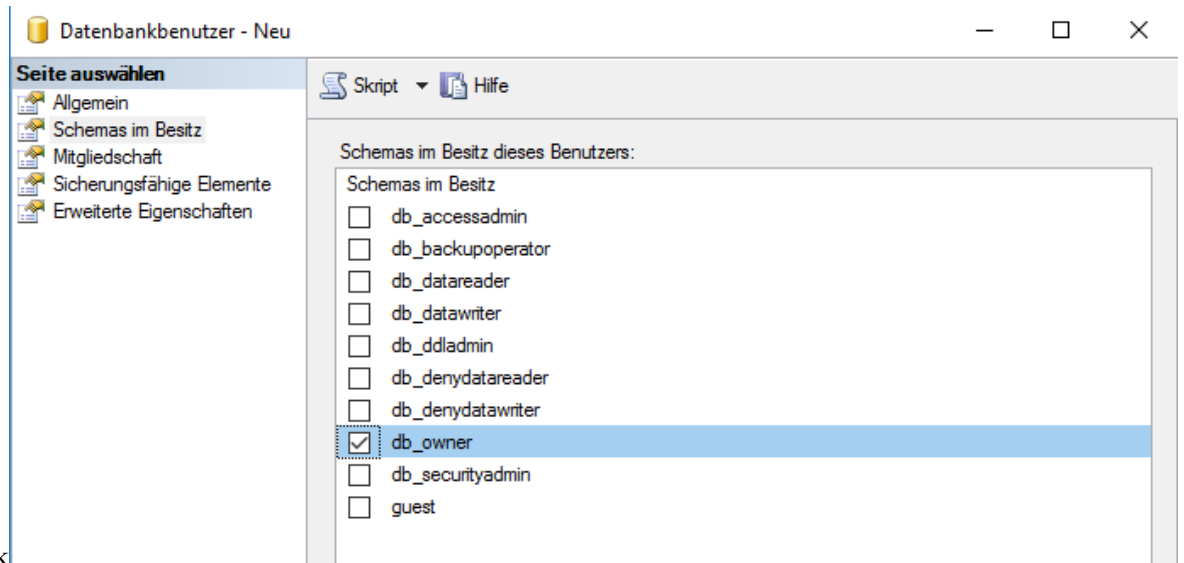 Datenbankbenutzer - Neu
Seite auswählen
Allgemein
Schemas im Besitz
Mitgliedschaft
Sicherungsfähige Elemente
Erweiterte Eigenschaften
Skript Hilfe
Schemas im Besitz dieses Benutzers:
Schemas im Besitz
db_accessadmin
db_backupoperator
db_datareader
db_datawriter
db_ddladmin
db_denydatareader
db_denydatawriter
db_owner
db_securityadmin
guest